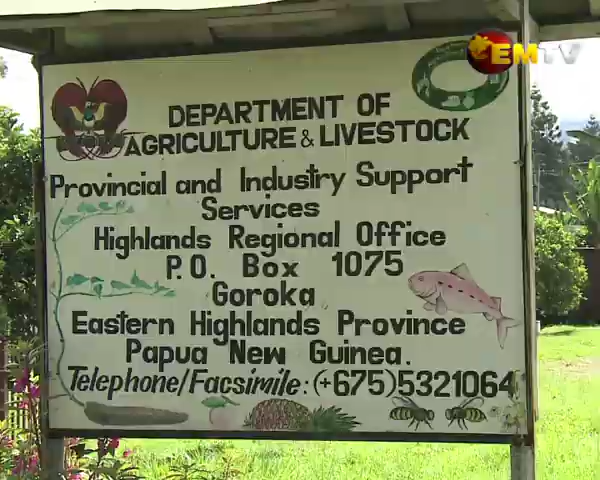 EMTV
DEPARTMENT OF
AGRICULTURE & LIVESTOCK
Provincial and Industry Support
Services
Highlands Regional Office
P.O. Box 1075
Goroka
Eastern Highlands Province
Papua New Guinea.
Telephone/Facsimile: (+675)5321064